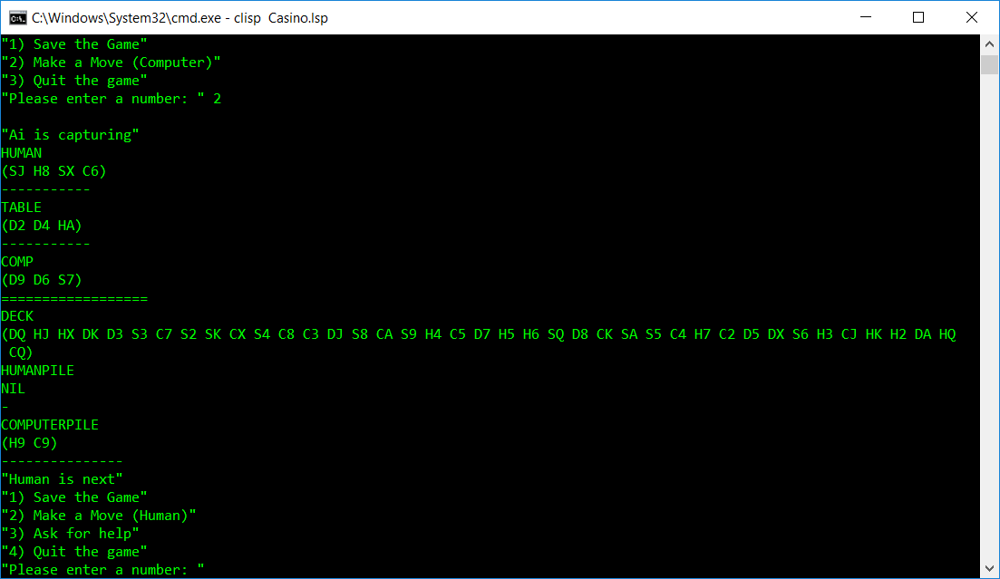 C:\Windows\System32\cmd.exe - clisp  Casino.lsp
"1) Save the Game"
"2) Make a Move (Computer)"
"3) Quit the game"
"Please enter a number: " 2
"Ai is capturing"
HUMAN
(SJ H8 SX C6)
-----------
TABLE
(D2 D4 HA)
-----------
COMP
(D9 D6 S7)
==================
DECK
(DQ HJ HX DK D3 S3 C7 S2 SK CX S4 C8 C3 DJ S8 CA S9 H4 C5 D7 H5 H6 SQ D8 CK SA S5 C4 H7 C2 D5 DX S6 H3 CJ HK H2 DA HQ
 CQ)
HUMANPILE
NIL
-
COMPUTERPILE
(H9 C9)
---------------
"Human is next"
"1) Save the Game"
"2) Make a Move (Human)"
"3) Ask for help"
"4) Quit the game"
"Please enter a number: "